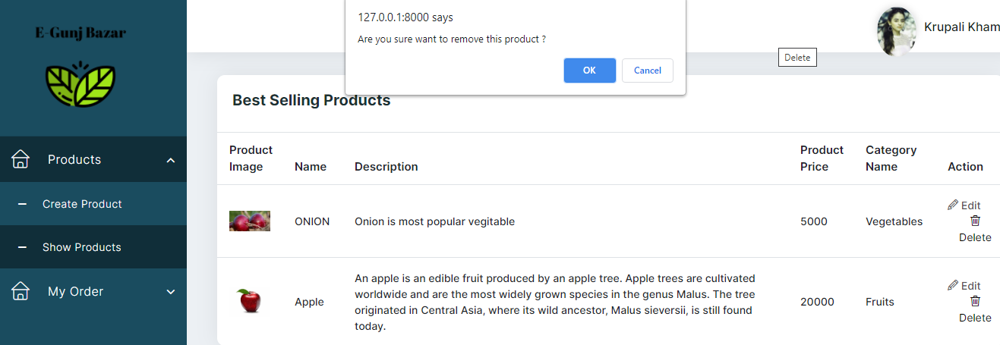 E-Gunj Bazar
127.0.0.1:8000 says
Are you sure want to remove this product ?
OK
Cancel
Krupali Kham
Delete
Products
Create Product
Show Products
My Order
Best Selling Products
Product Image
Name
Description
Product Price
Category Name
Action
ONION
Onion is most popular vegitable
5000
Vegetables
Edit
Delete
Apple
An apple is an edible fruit produced by an apple tree. Apple trees are cultivated
worldwide and are the most widely grown species in the genus Malus. The tree
originated in Central Asia, where its wild ancestor, Malus sieversii, is still found
today.
20000
Fruits
Edit
Delete